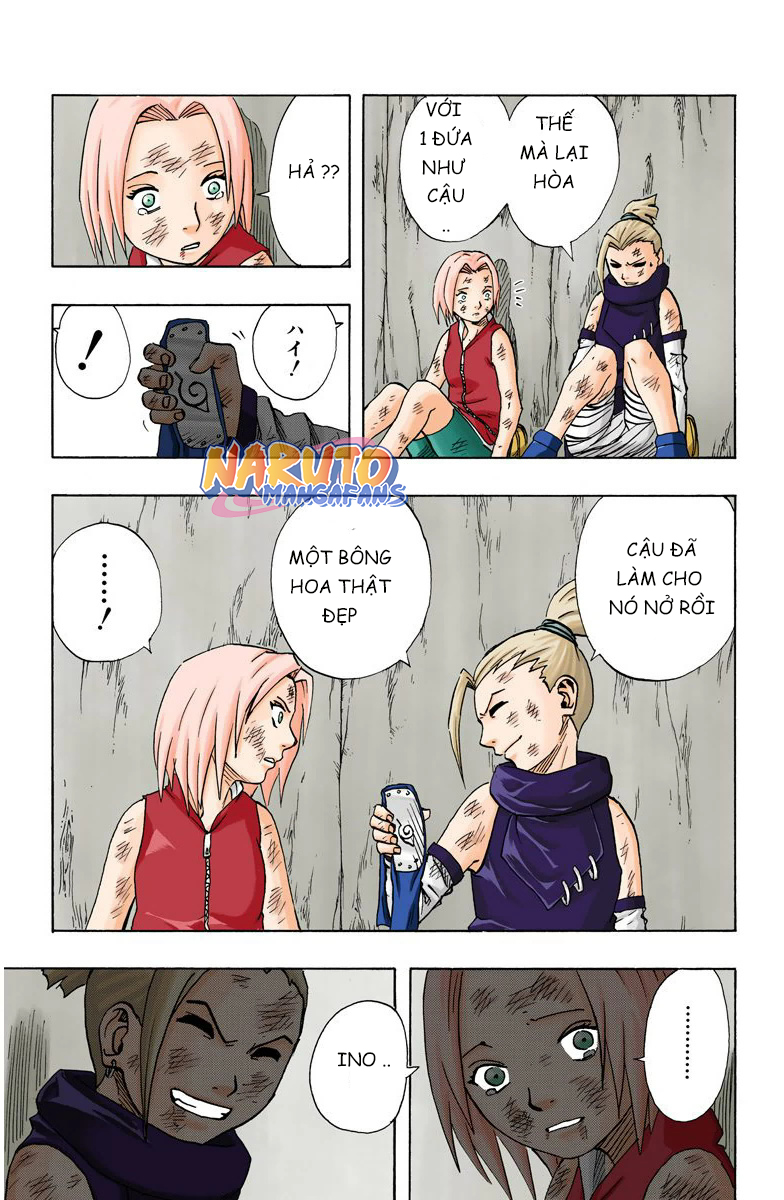 THẾ
MÀ LẠI
HÒA
VỚI
1 ĐỨA
NHƯ
CẬU
..
HẢ ??
ハイ!
!
CẬU ĐÃ
LÀM CHO
NÓ NỞ RỒI
MỘT BÔNG
HOA THẬT
ĐẸP
......!
NARUTO
MANGAFANS
..........
INO ..